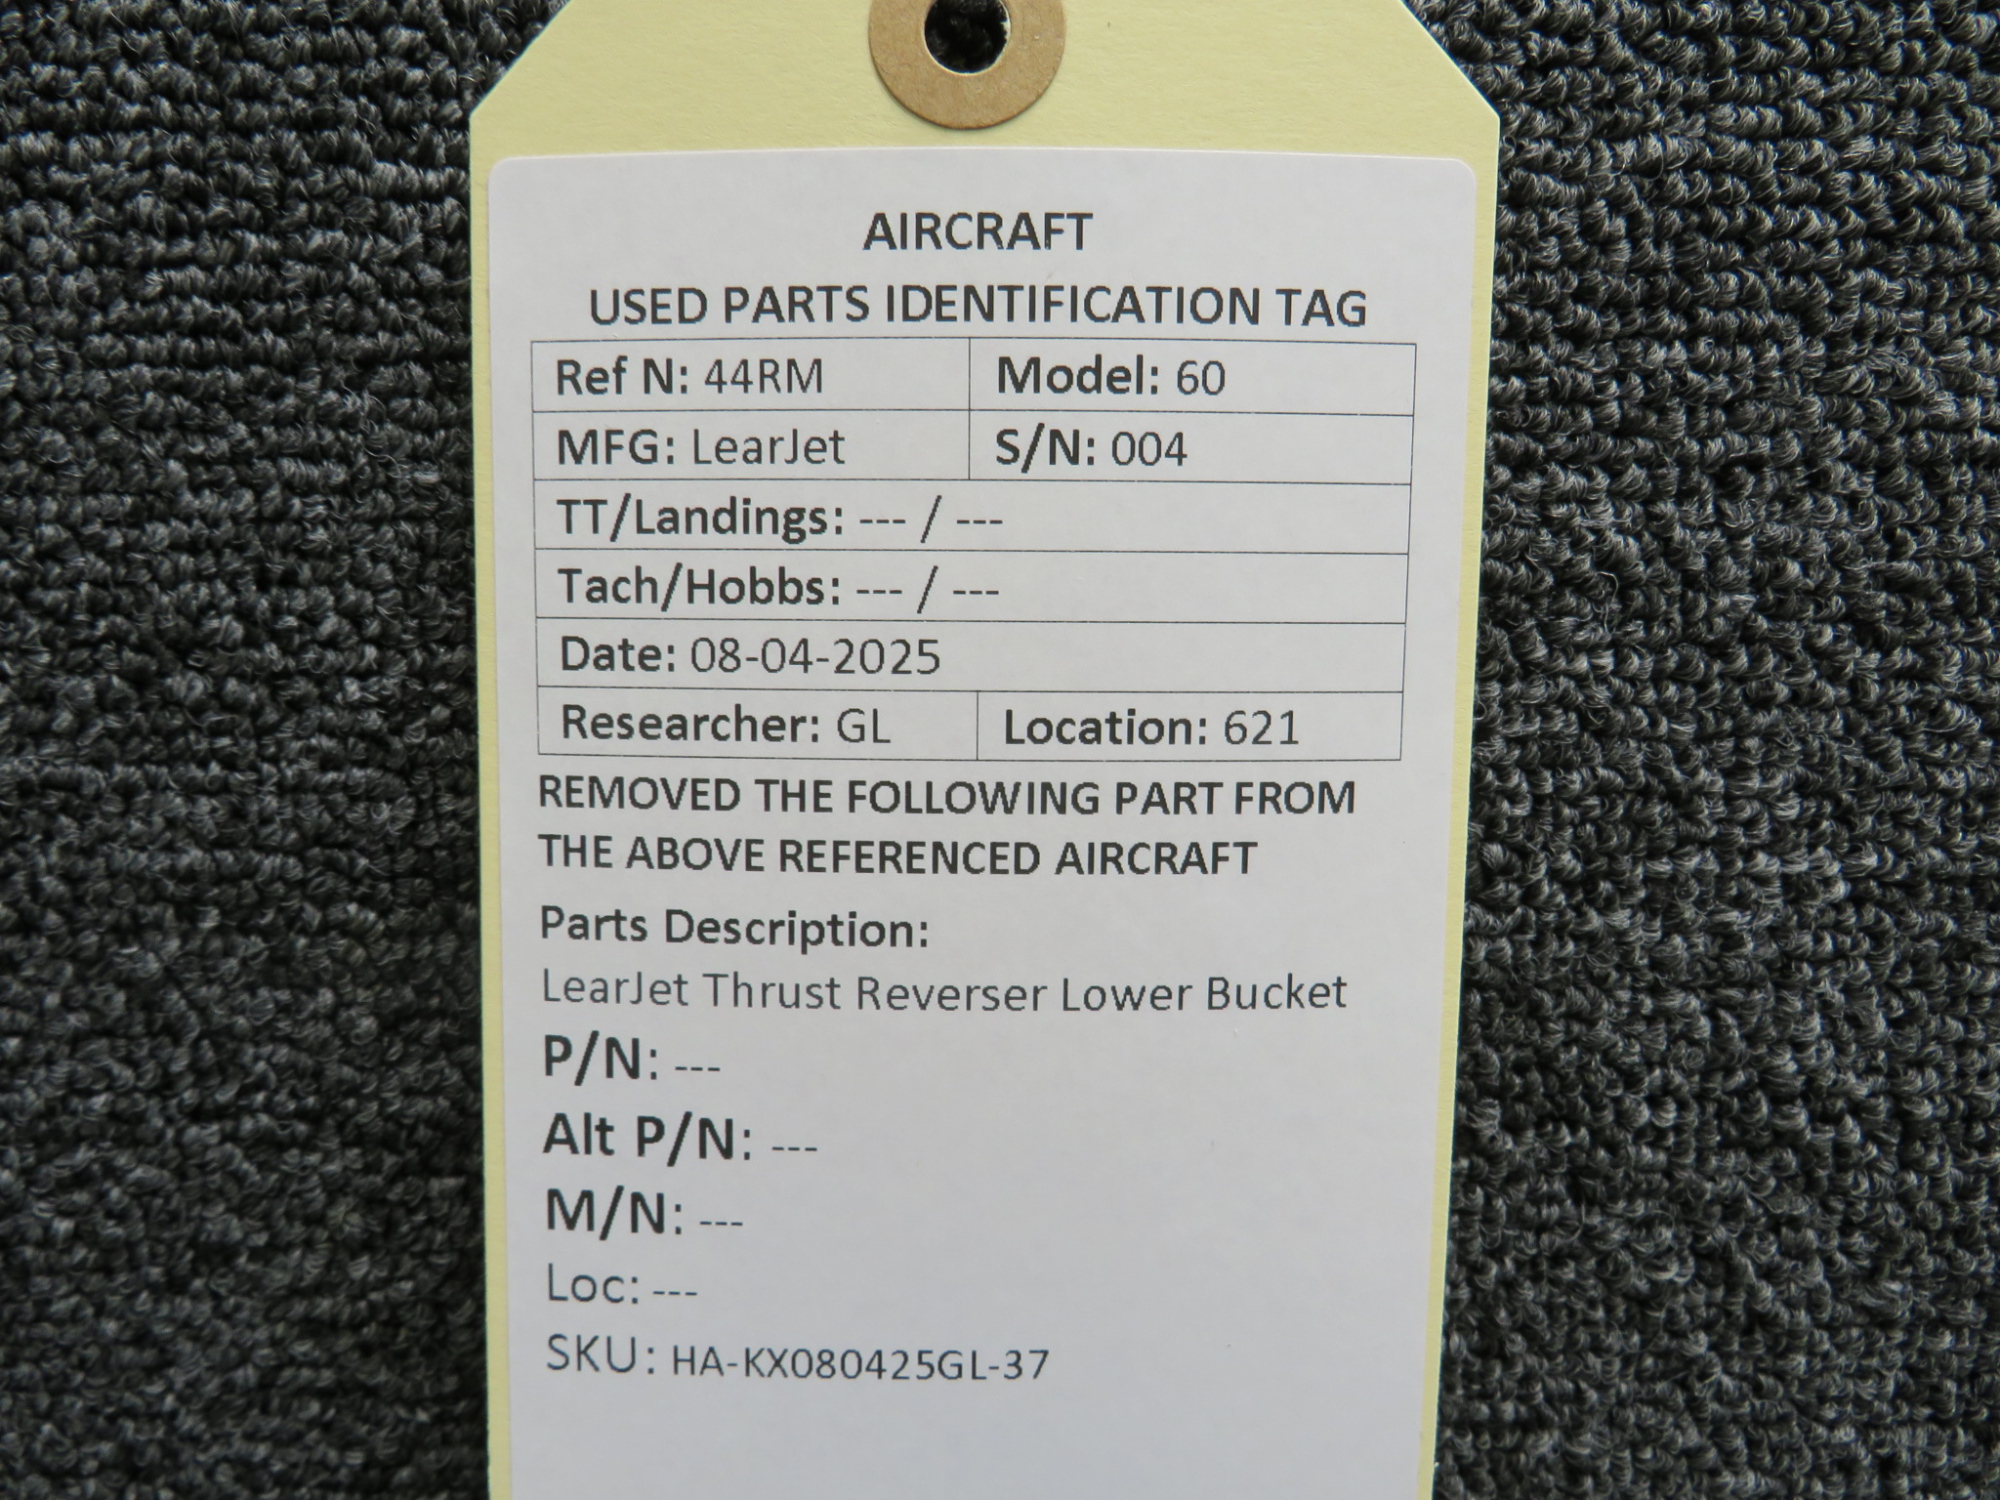 AIRCRAFT
USED PARTS IDENTIFICATION TAG
Ref N: 44RM Model: 60
MFG: LearJet S/N: 004
TT/Landings: --- / ---
Tach/Hobbs: --- / ---
Date: 08-04-2025
Researcher: GL Location: 621
REMOVED THE FOLLOWING PART FROM
THE ABOVE REFERENCED AIRCRAFT
Parts Description:
LearJet Thrust Reverser Lower Bucket
P/N: ---
Alt P/N: ---
M/N: ---
Loc: ---
SKU: HA-KX080425GL-37